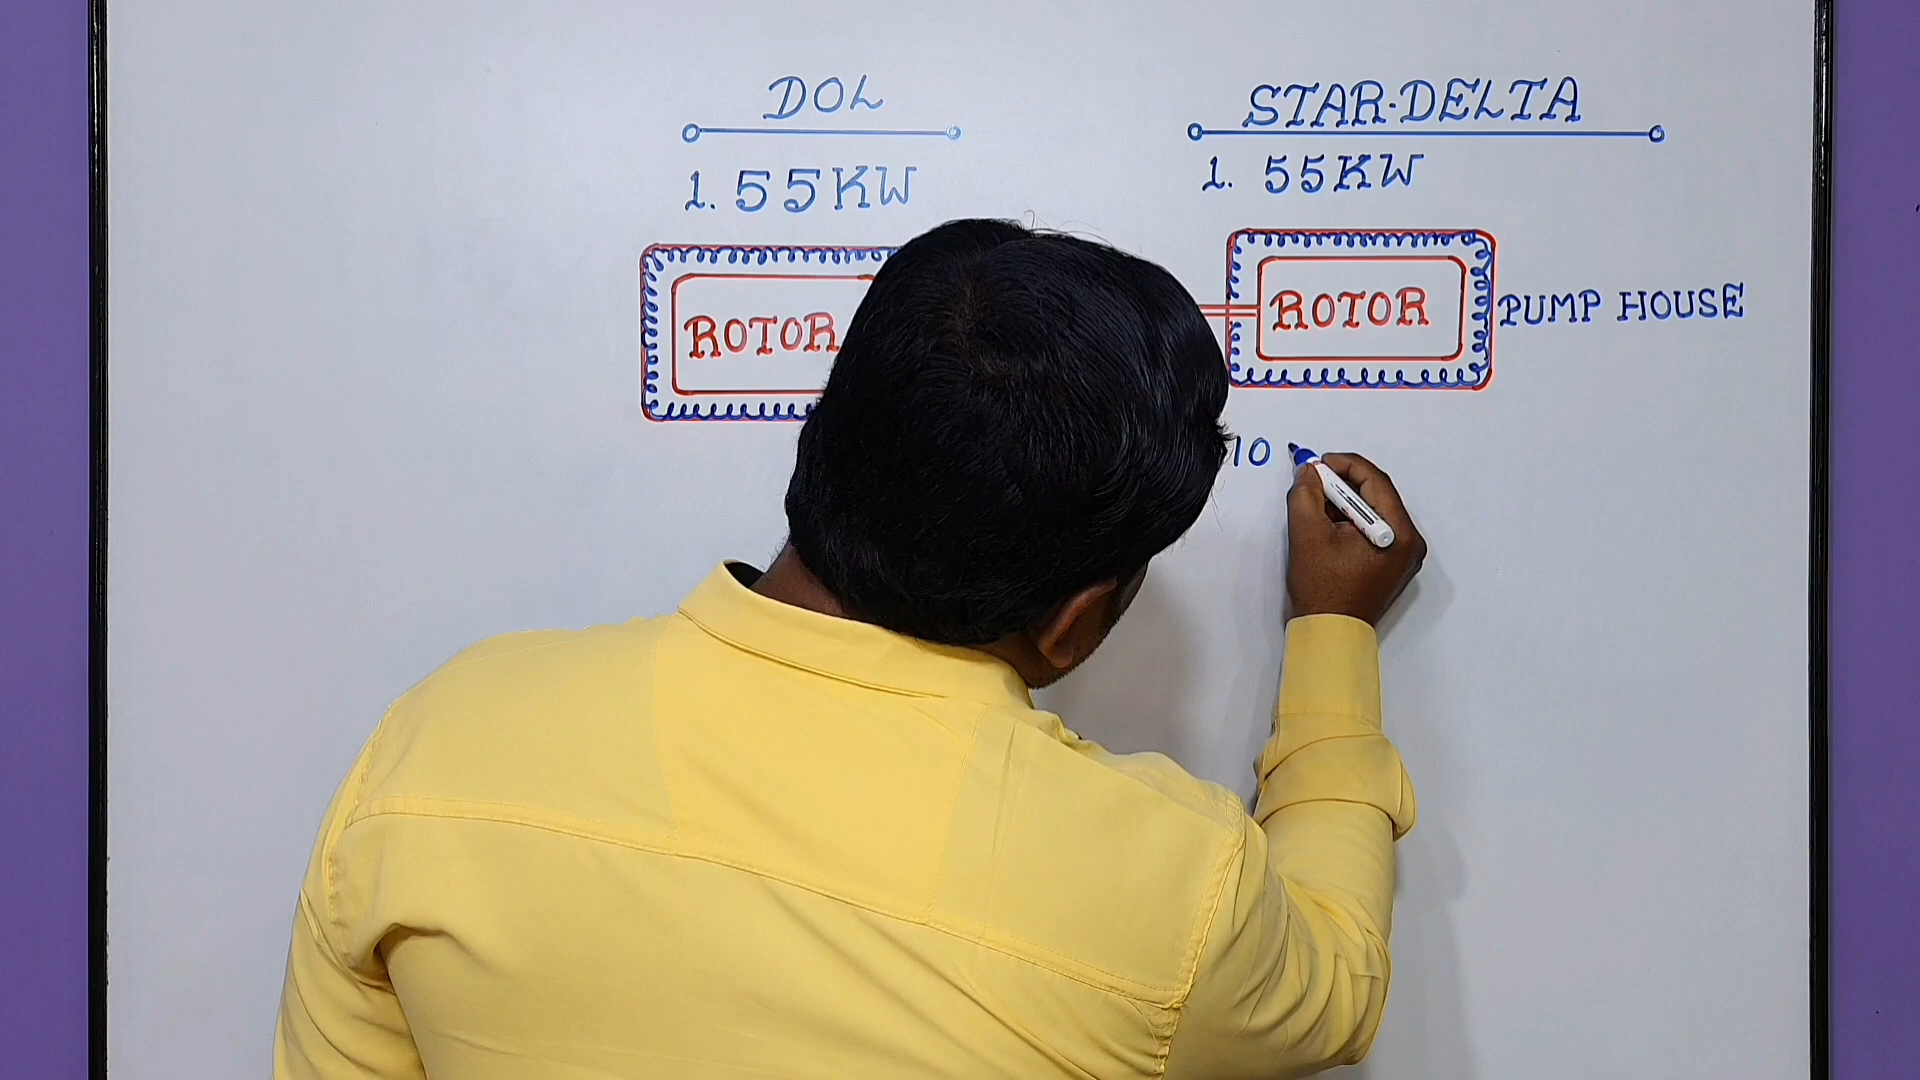 DOL
1. 55KW
ROTOR
STAR-DELTA
1. 55KW
ROTOR
PUMP HOUSE
10